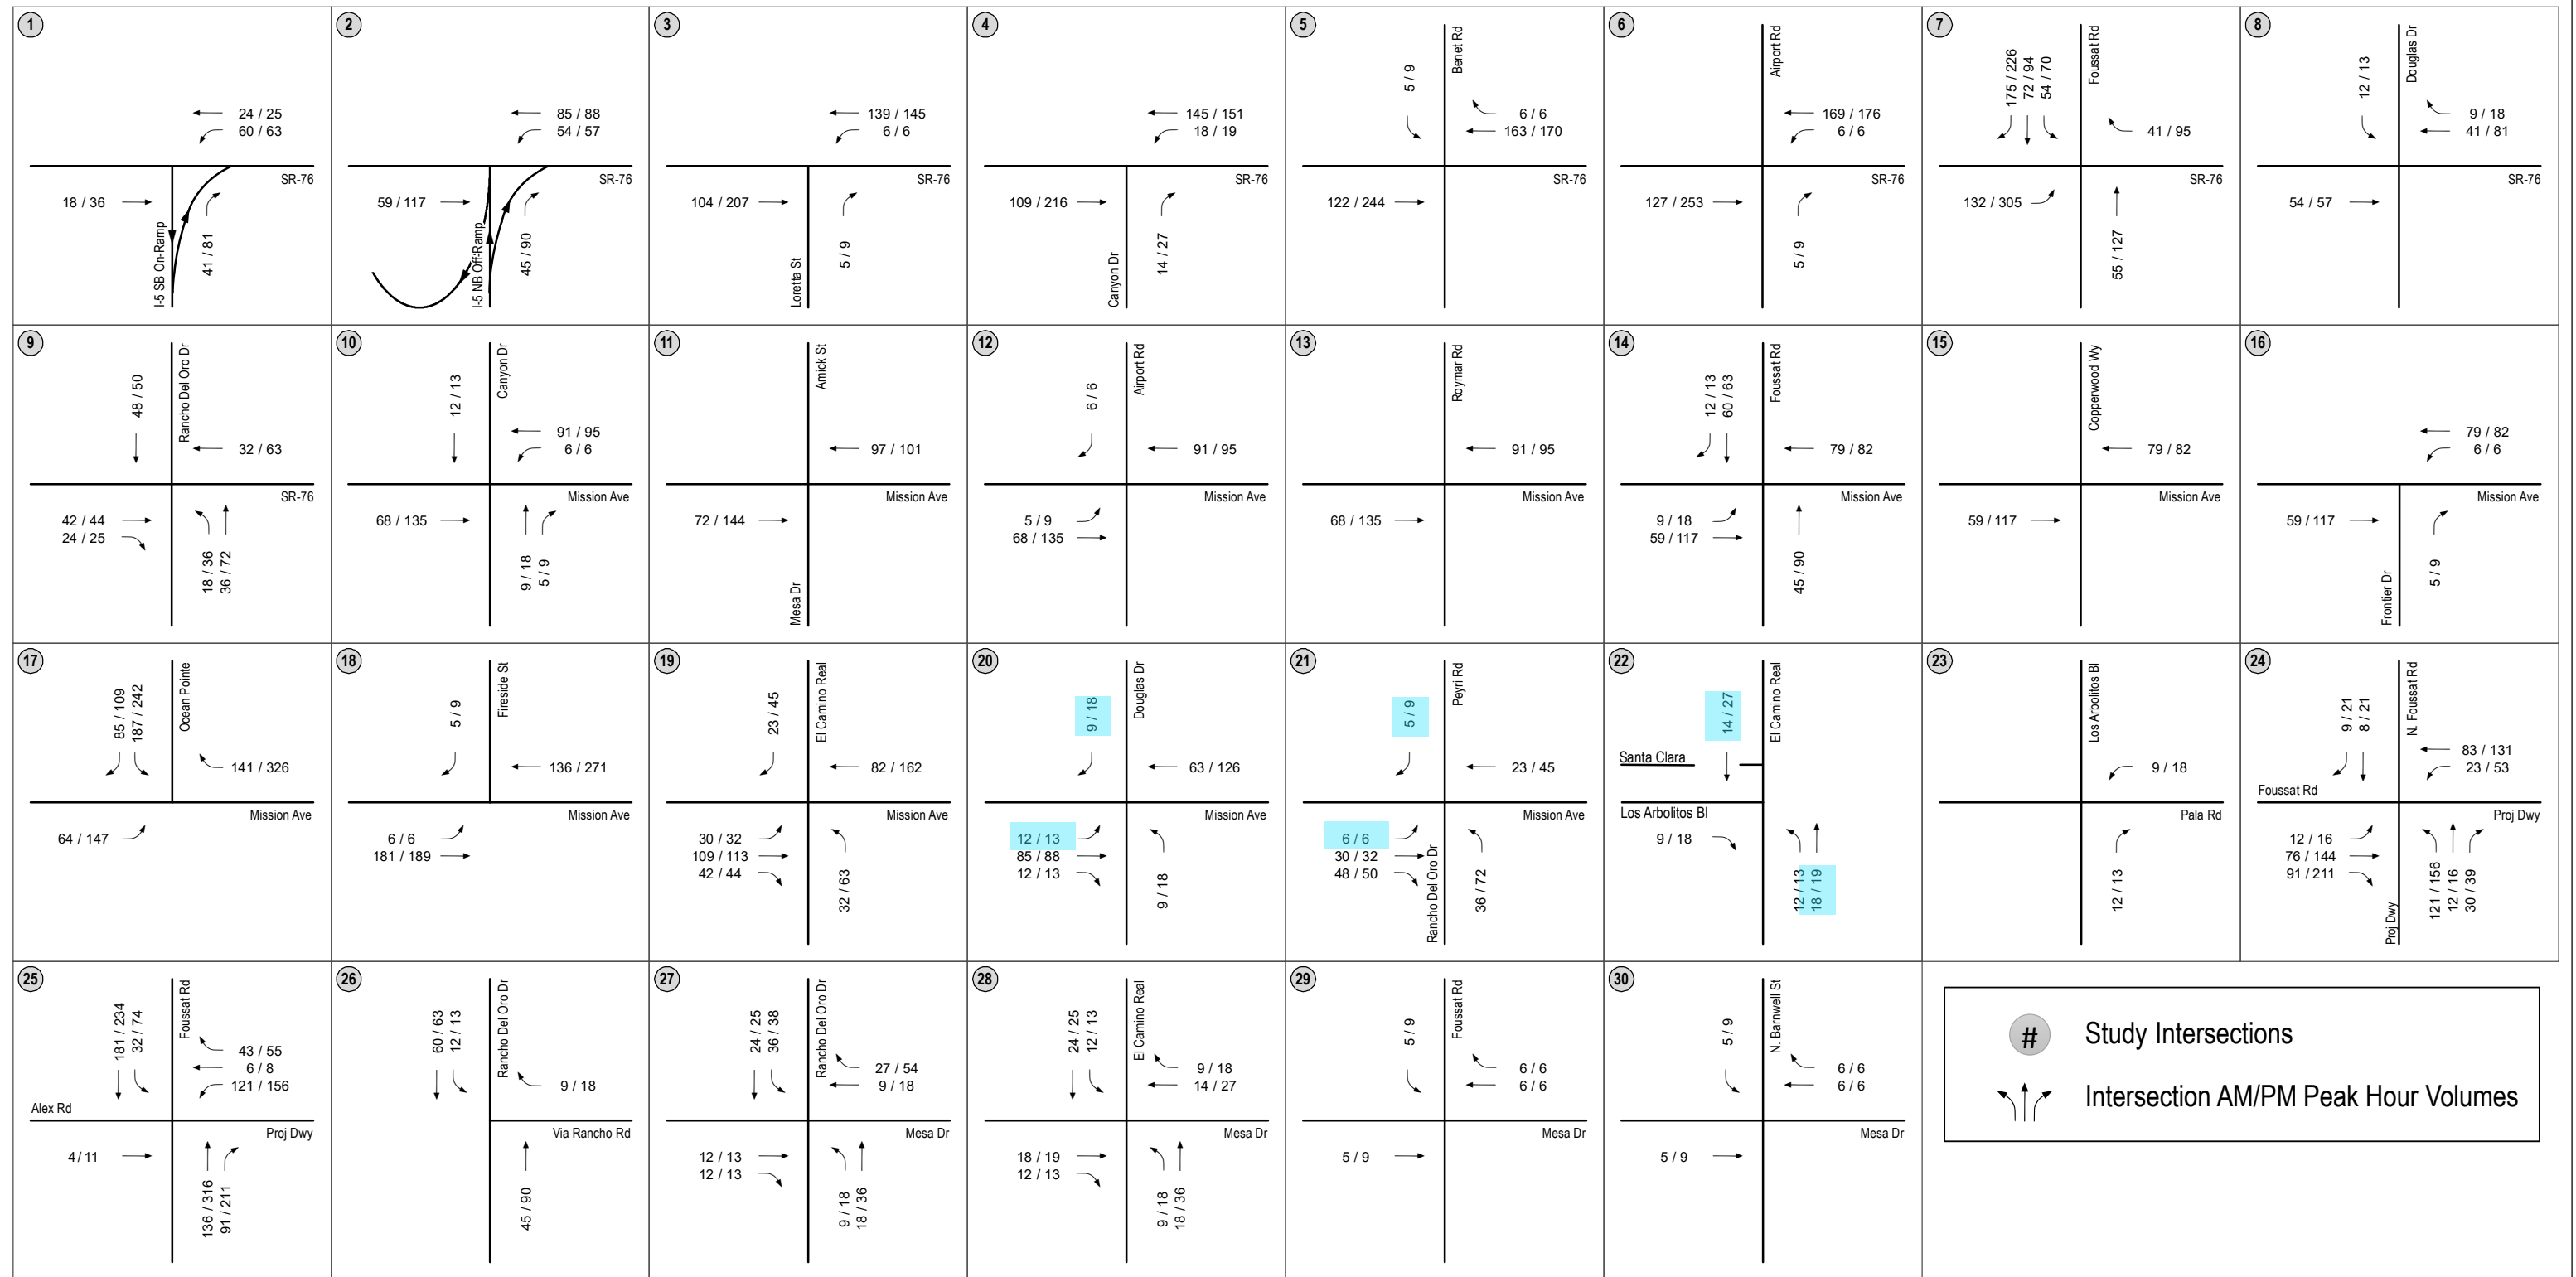 1
24 / 25
60 / 63
SR-76
18 / 36
I-5 SB On-Ramp
41 / 81
2
85 / 88
54 / 57
SR-76
59 / 117
I-5 NB Off-Ramp
45 / 90
3
139 / 145
6 / 6
SR-76
104 / 207
Loretta St
5 / 9
4
145 / 151
18 / 19
SR-76
109 / 216
Canyon Dr
14 / 27
5
5 / 9
Benet Rd
6 / 6
163 / 170
SR-76
122 / 244
6
Airport Rd
169 / 176
6 / 6
SR-76
127 / 253
5 / 9
7
175 / 226
72 / 94
54 / 70
Foussat Rd
41 / 95
SR-76
132 / 305
55 / 127
8
12 / 13
Douglas Dr
9 / 18
41 / 81
SR-76
54 / 57
9
48 / 50
Rancho Del Oro Dr
32 / 63
SR-76
42 / 44
24 / 25
18 / 36
36 / 72
10
12 / 13
Canyon Dr
91 / 95
6 / 6
Mission Ave
68 / 135
9 / 18
5 / 9
11
Amick St
97 / 101
Mission Ave
72 / 144
Mesa Dr
12
6 / 6
Airport Rd
91 / 95
Mission Ave
5 / 9
68 / 135
13
Roymar Rd
91 / 95
Mission Ave
68 / 135
14
12 / 13
60 / 63
Foussat Rd
79 / 82
Mission Ave
9 / 18
59 / 117
45 / 90
15
Copperwood Wy
79 / 82
Mission Ave
59 / 117
16
79 / 82
6 / 6
Mission Ave
59 / 117
Frontier Dr
5 / 9
17
85 / 109
187 / 242
Ocean Pointe
141 / 326
Mission Ave
64 / 147
18
5 / 9
Fireside St
136 / 271
Mission Ave
6 / 6
181 / 189
19
23 / 45
El Camino Real
82 / 162
Mission Ave
30 / 32
109 / 113
42 / 44
32 / 63
20
9 / 18
Douglas Dr
63 / 126
Mission Ave
12 / 13
85 / 88
12 / 13
9 / 18
21
5 / 9
Peyri Rd
23 / 45
Mission Ave
6 / 6
30 / 32
48 / 50
Rancho Del Oro Dr
36 / 72
22
14 / 27
El Camino Real
Santa Clara
Los Arbolitos Bl
9 / 18
12 / 13
18 / 19
23
Los Arbolitos Bl
9 / 18
Pala Rd
12 / 13
24
9 / 21
8 / 21
N. Foussat Rd
83 / 131
23 / 53
Foussat Rd
Proj Dwy
12 / 16
76 / 144
91 / 211
Proj Dwy
121 / 156
12 / 16
30 / 39
25
181 / 234
32 / 74
Foussat Rd
43 / 55
6 / 8
121 / 156
Alex Rd
Proj Dwy
4 / 11
136 / 316
91 / 211
26
60 / 63
12 / 13
Rancho Del Oro Dr
9 / 18
Via Rancho Rd
45 / 90
27
24 / 25
36 / 38
Rancho Del Oro Dr
27 / 54
9 / 18
Mesa Dr
12 / 13
12 / 13
9 / 18
18 / 36
28
24 / 25
12 / 13
El Camino Real
9 / 18
14 / 27
Mesa Dr
18 / 19
12 / 13
9 / 18
18 / 36
29
5 / 9
Foussat Rd
6 / 6
6 / 6
Mesa Dr
5 / 9
30
5 / 9
N. Barnwell St
6 / 6
6 / 6
Mesa Dr
5 / 9
# Study Intersections
Intersection AM/PM Peak Hour Volumes